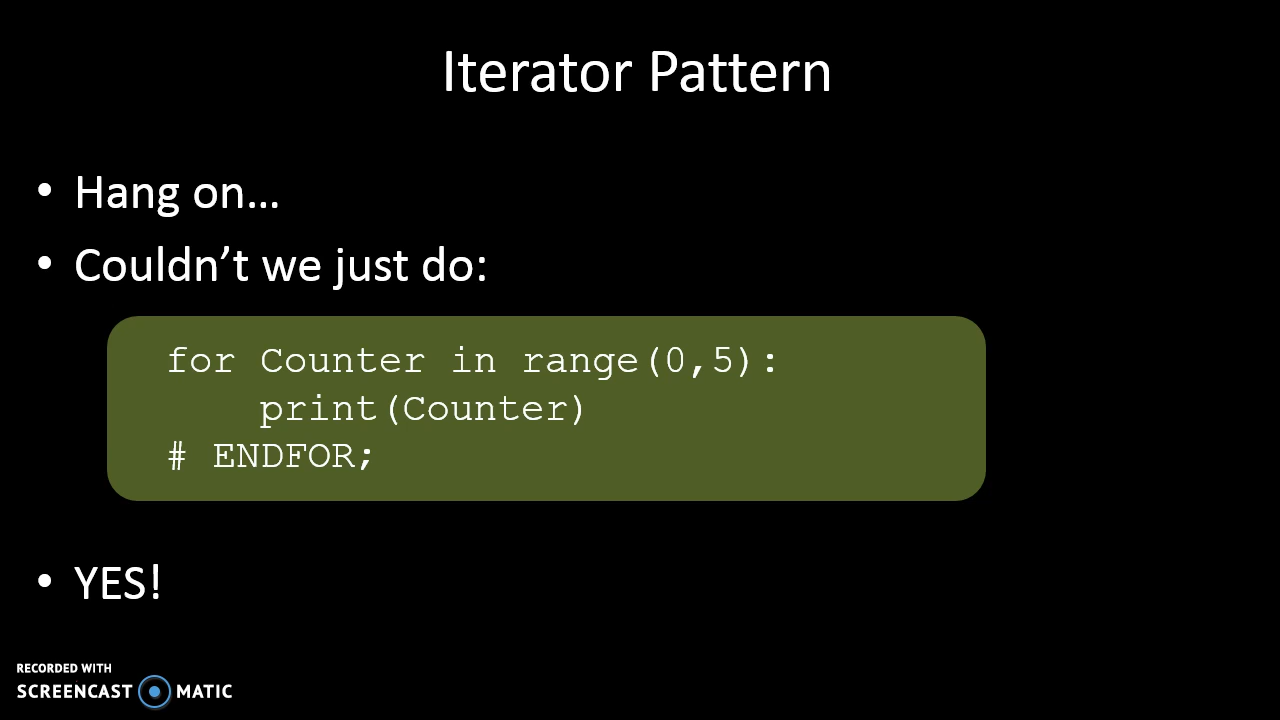 Iterator Pattern
• Hang on…
• Couldn’t we just do:
for Counter in range(0,5):
    print(Counter)
# ENDFOR;
• YES!
RECORDED WITH
SCREENCAST MATIC